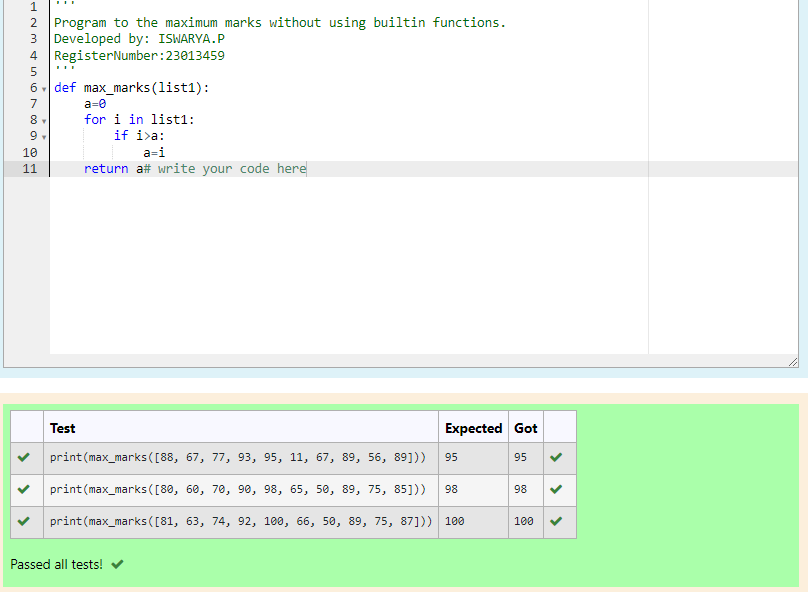 1 '''
2 Program to the maximum marks without using builtin functions.
3 Developed by: ISWARYA.P
4 RegisterNumber:23013459
5 '''
6 def max_marks(list1):
7     a=0
8     for i in list1:
9         if i>a:
10             a=i
11     return a# write your code here
Test Expected Got
print(max_marks([88, 67, 77, 93, 95, 11, 67, 89, 56, 89])) 95 95
print(max_marks([80, 60, 70, 90, 98, 65, 50, 89, 75, 85])) 98 98
print(max_marks([81, 63, 74, 92, 100, 66, 50, 89, 75, 87])) 100 100
Passed all tests!